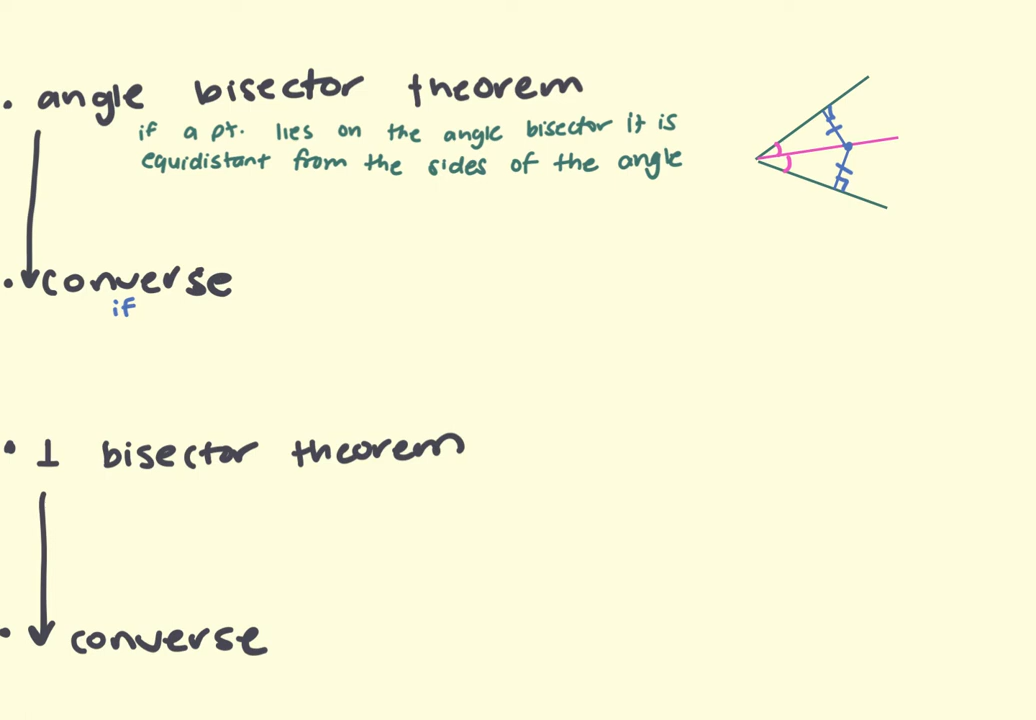 • angle bisector theorem
if a pt. lies on the angle bisector it is
equidistant from the sides of the angle
• converse
if
• ⊥ bisector theorem
• converse